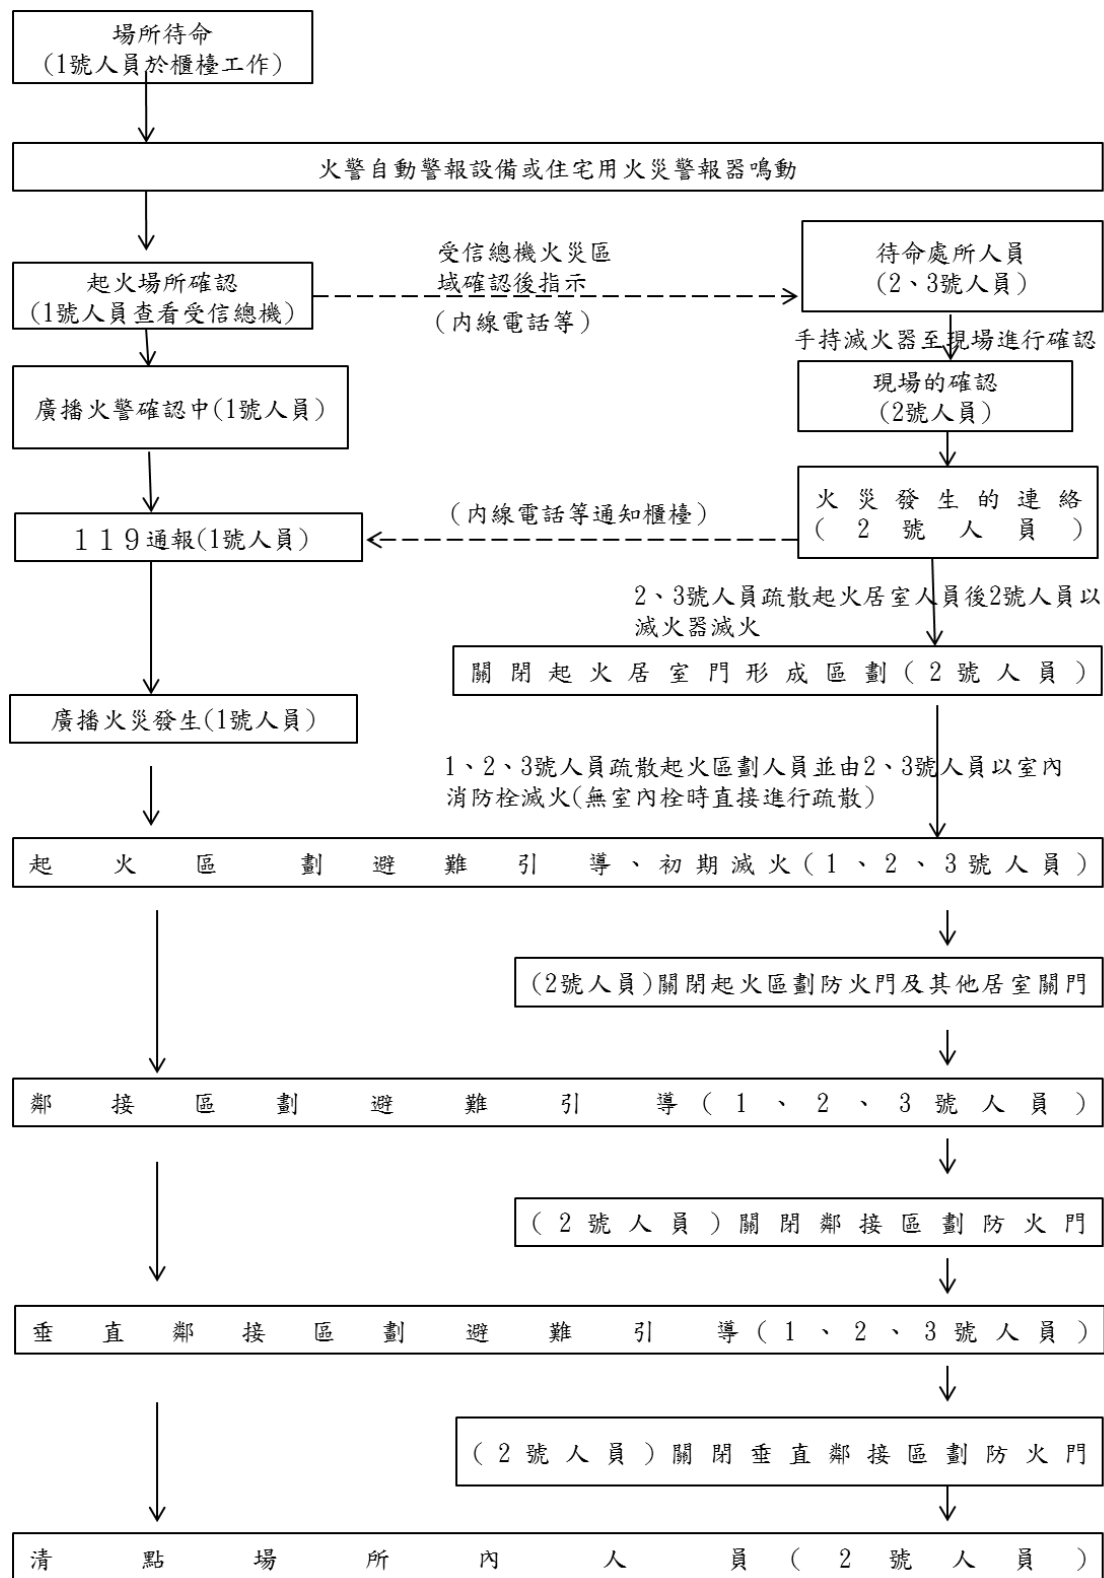 場所待命
(1號人員於櫃檯工作)
火警自動警報設備或住宅用火災警報器鳴動
受信總機火災區
域確認後指示
(內線電話等)
待命處所人員
(2、3號人員)
起火場所確認
(1號人員查看受信總機)
手持滅火器至現場進行確認
廣播火警確認中(1號人員)
現場的確認
(2號人員)
火災發生的連絡
(2號人員)
(內線電話等通知櫃檯)
119通報(1號人員)
2、3號人員疏散起火居室人員後2號人員以
滅火器滅火
關閉起火居室門形成區劃(2號人員)
廣播火災發生(1號人員)
1、2、3號人員疏散起火區劃人員並由2、3號人員以室內
消防栓滅火(無室內栓時直接進行疏散)
起火區劃避難引導、初期滅火(1、2、3號人員)
(2號人員)關閉起火區劃防火門及其他居室關門
鄰接區劃避難引導(1、2、3號人員)
(2號人員)關閉鄰接區劃防火門
垂直鄰接區劃避難引導(1、2、3號人員)
(2號人員)關閉垂直鄰接區劃防火門
清點場所內人員(2號人員)